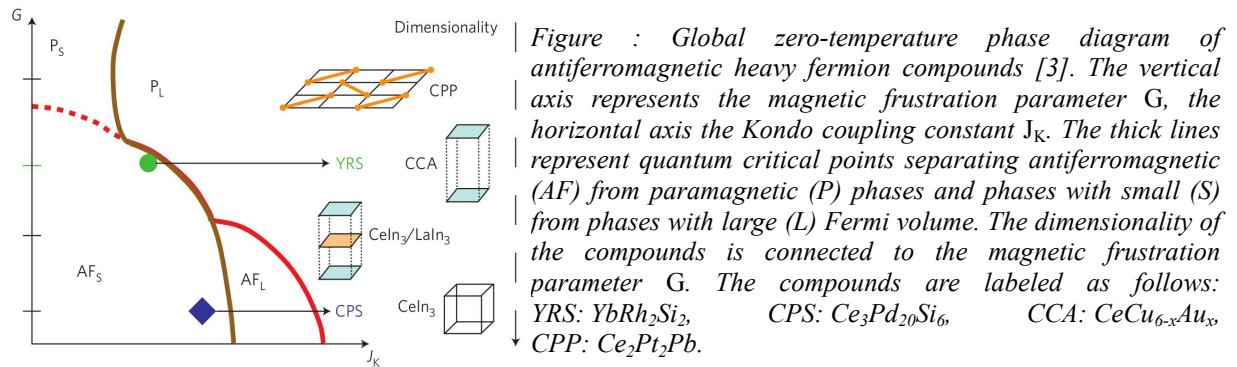 G
Dimensionality
P_S
P_L
CPP
YRS
CCA
CeIn₃/LaIn₃
AF_S
AF_L
CPS
CeIn₃
J_K
Figure : Global zero-temperature phase diagram of
antiferromagnetic heavy fermion compounds [3]. The vertical
axis represents the magnetic frustration parameter G, the
horizontal axis the Kondo coupling constant J_K. The thick lines
represent quantum critical points separating antiferromagnetic
(AF) from paramagnetic (P) phases and phases with small (S)
from phases with large (L) Fermi volume. The dimensionality of
the compounds is connected to the magnetic frustration
parameter G. The compounds are labeled as follows:
YRS: YbRh₂Si₂, CPS: Ce₃Pd₂₀Si₆, CCA: CeCu₆₋ₓAuₓ,
CPP: Ce₂Pt₂Pb.